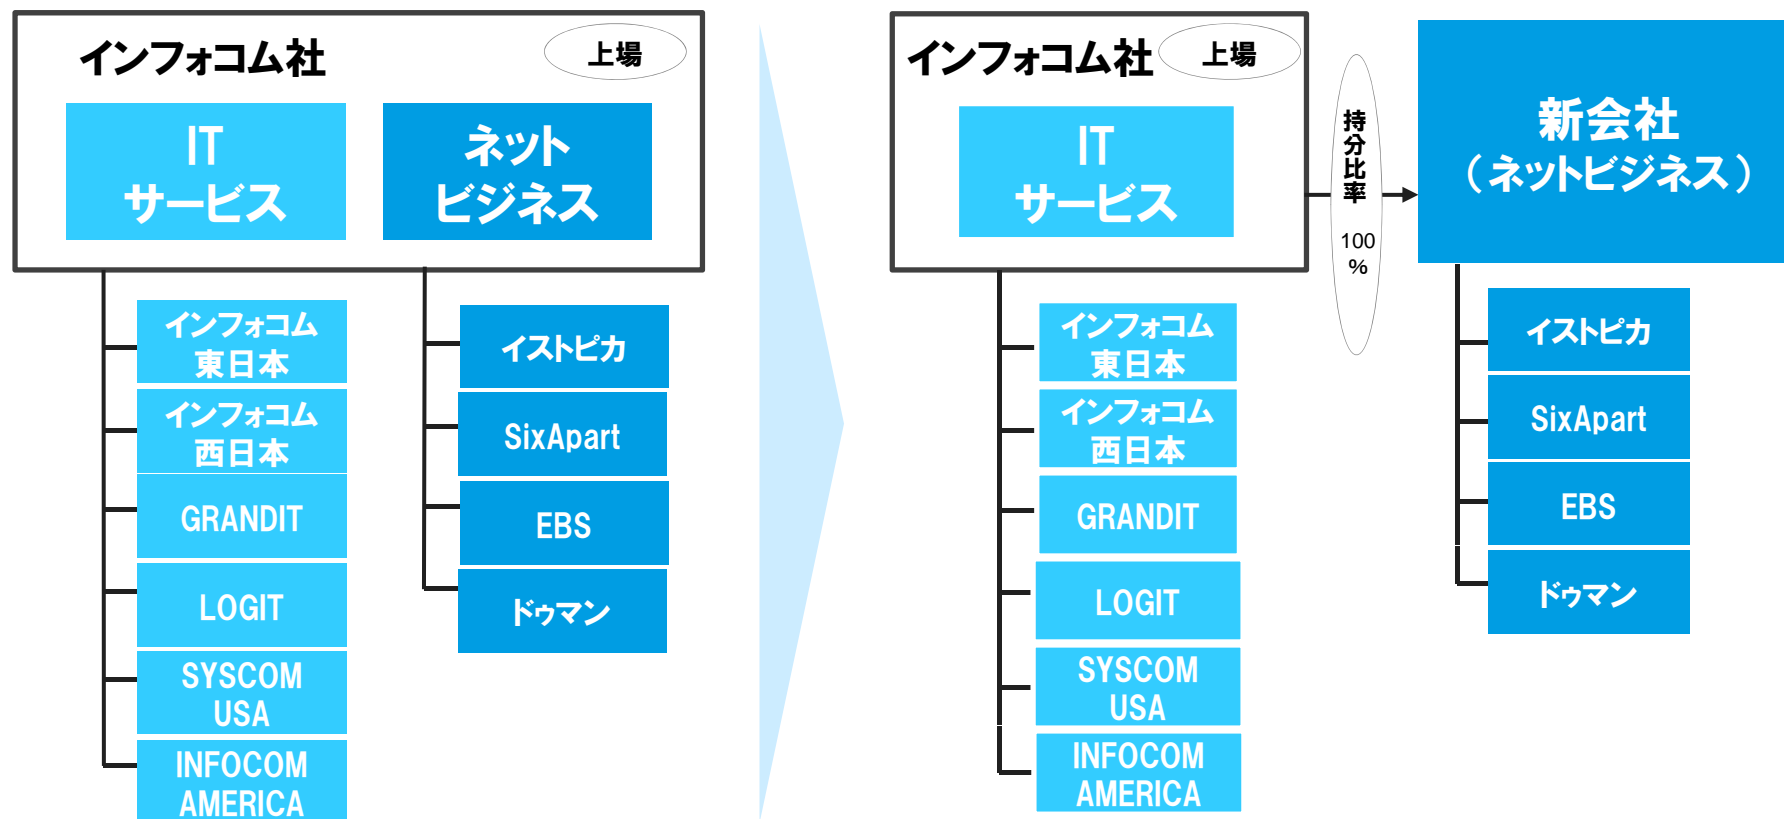 インフォコム社
上場
IT
サービス
ネット
ビジネス
インフォコム
東日本
インフォコム
西日本
GRANDIT
LOGIT
SYSCOM
USA
INFOCOM
AMERICA
イストピカ
SixApart
EBS
ドゥマン
インフォコム社
上場
IT
サービス
持分比率
100
%
新会社
（ネットビジネス）
インフォコム
東日本
インフォコム
西日本
GRANDIT
LOGIT
SYSCOM
USA
INFOCOM
AMERICA
イストピカ
SixApart
EBS
ドゥマン